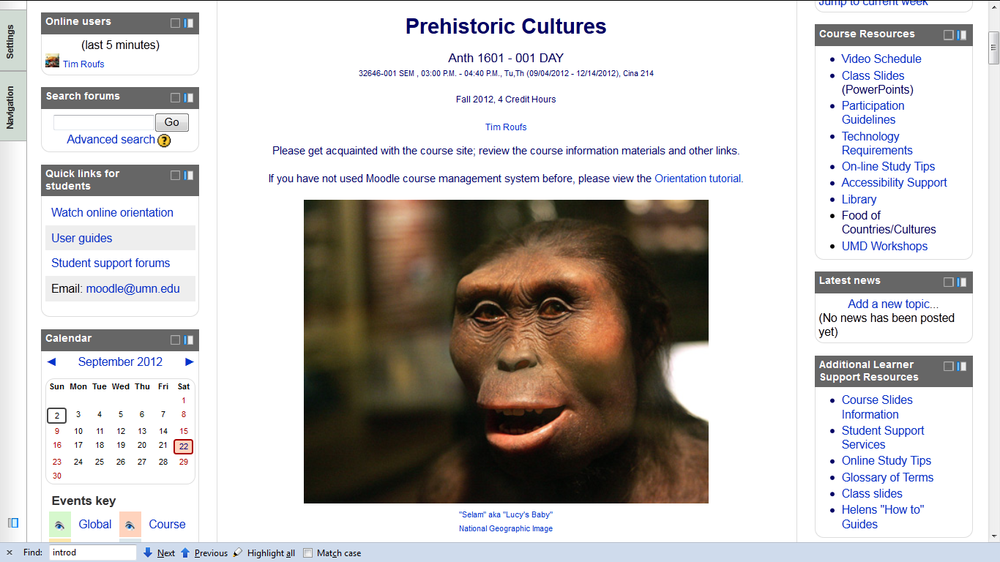 Settings
Navigation
Online users
(last 5 minutes)
Tim Roufs
Search forums
Go
Advanced search ?
Quick links for
students
Watch online orientation
User guides
Student support forums
Email: moodle@umn.edu
Calendar
◄ September 2012 ►
Sun Mon Tue Wed Thu Fri Sat
1
2 3 4 5 6 7 8
9 10 11 12 13 14 15
16 17 18 19 20 21 22
23 24 25 26 27 28 29
30
Events key
Global Course
Prehistoric Cultures
Anth 1601 - 001 DAY
32646-001 SEM , 03:00 P.M. - 04:40 P.M., Tu,Th (09/04/2012 - 12/14/2012), Cina 214
Fall 2012, 4 Credit Hours
Tim Roufs
Please get acquainted with the course site; review the course information materials and other links.
If you have not used Moodle course management system before, please view the Orientation tutorial.
"Selam" aka "Lucy's Baby"
National Geographic Image
Jump to current week
Course Resources
Video Schedule
Class Slides
(PowerPoints)
Participation
Guidelines
Technology
Requirements
On-line Study Tips
Accessibility Support
Library
Food of
Countries/Cultures
UMD Workshops
Latest news
Add a new topic...
(No news has been posted
yet)
Additional Learner
Support Resources
Course Slides
Information
Student Support
Services
Online Study Tips
Glossary of Terms
Class slides
Helens "How to"
Guides
× Find: introd Next Previous Highlight all Match case